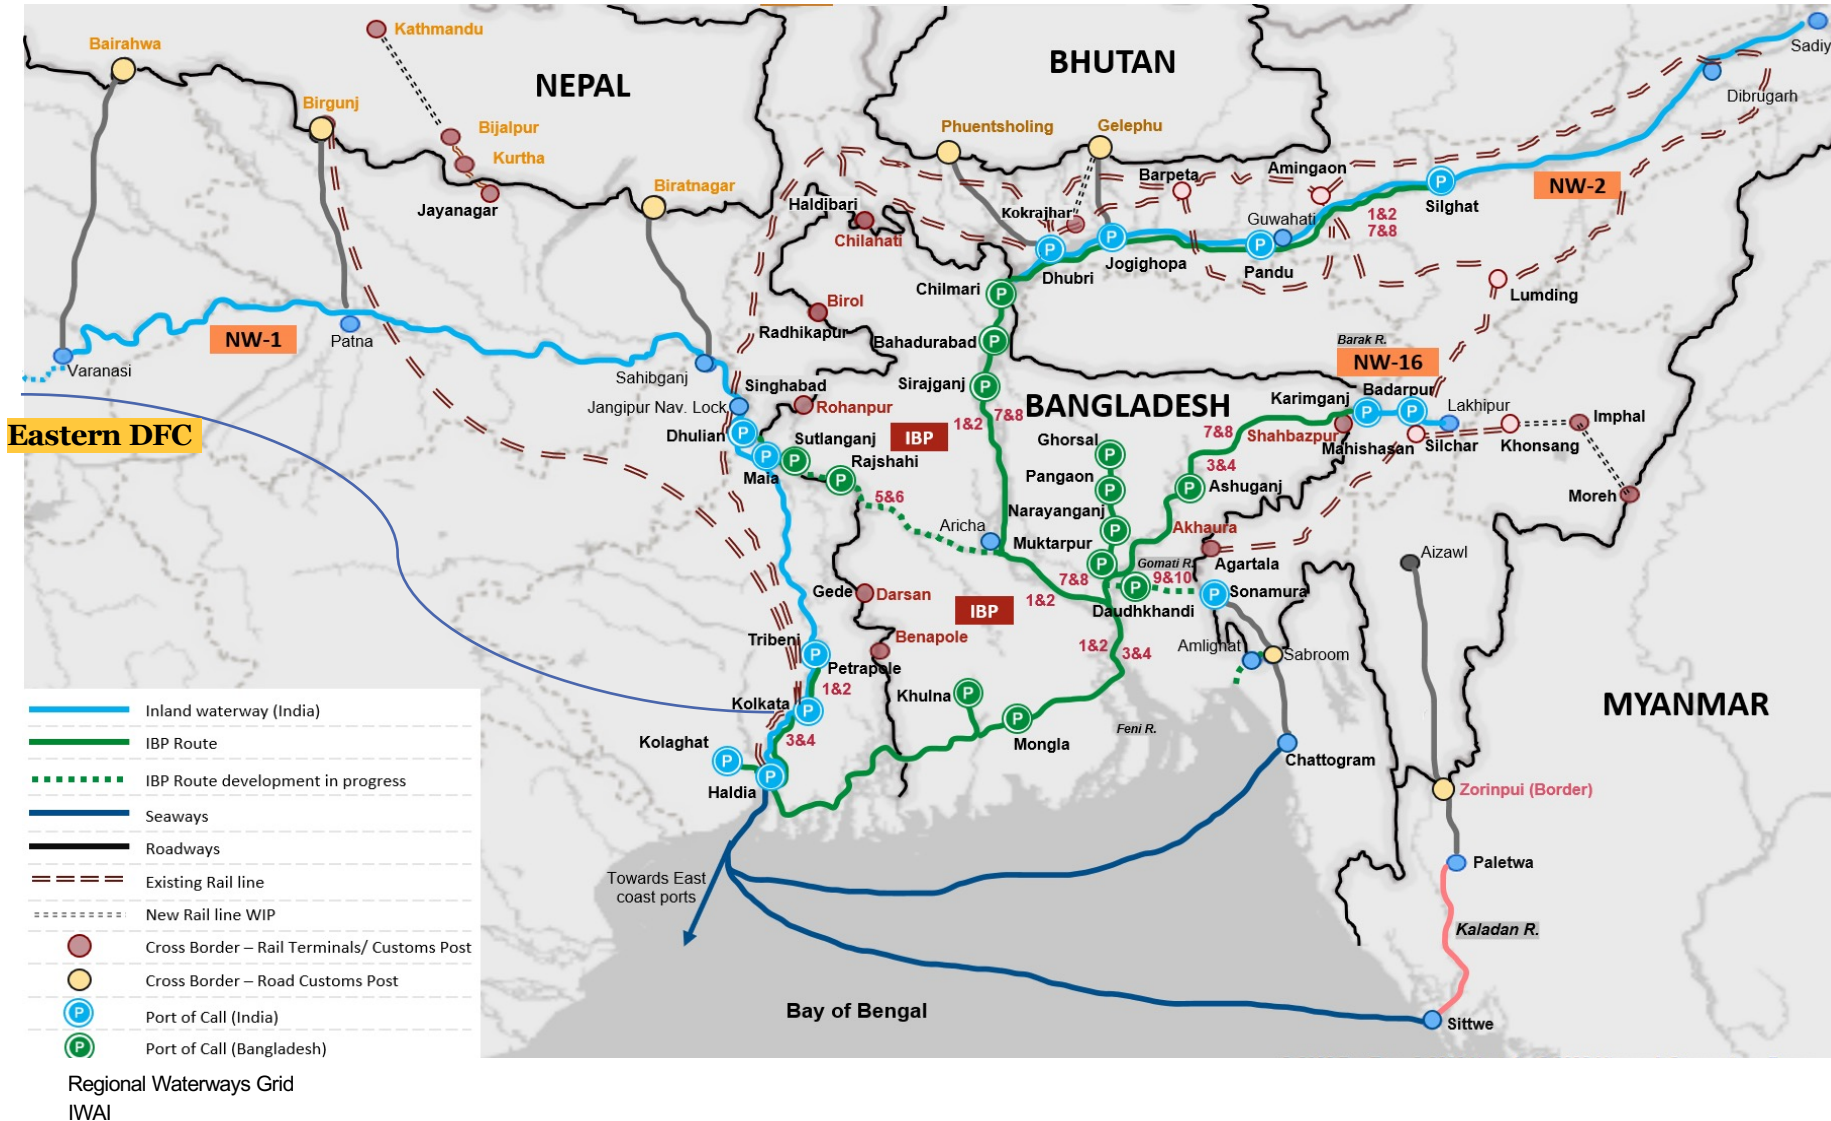 Kathmandu
Bairahwa
NEPAL
BHUTAN
Sadiy
Birgunj
Bijalpur
Kurtha
Phuentsholing
Gelephu
Dibrugarh
Jayanagar
Biratnagar
Haldibari
Chilahati
Kokrajhar
Barpeta
Amingaon
NW-2
Silghat
Guwahati
1&2
7&8
Dhubri
Jogighopa
Pandu
Lumding
Chilmari
Birol
Radhikapur
Bahadurabad
NW-1
Patna
Varanasi
Sahibganj
Barak R.
NW-16
Singhabad
Rohanpur
Jangipur Nav. Lock
Sirajganj
1&2
7&8
BANGLADESH
Karimganj
Badarpur
Lakhipur
Imphal
Eastern DFC
Dhulian
Sutlanganj
IBP
Ghorsal
7&8
Shahbazpur
Mahishasan
Silchar
Khonsang
Maia
Rajshahi
Pangaon
3&4
Ashuganj
Moreh
5&6
Aricha
Narayanganj
Muktarpur
Akhaura
Agartala
Aizawl
Gomati R.
7&8
9&10
Gede
Darsan
IBP
1&2
Daudhkhandi
Sonamura
Tribeni
Benapole
Petrapole
1&2
3&4
Amlighat
Sabroom
1&2
Kolkata
Khulna
3&4
Mongla
Feni R.
MYANMAR
Kolaghat
Haldia
Chattogram
Zorinpui (Border)
Paletwa
Towards East
coast ports
Kaladan R.
Bay of Bengal
Sittwe
Inland waterway (India)
IBP Route
IBP Route development in progress
Seaways
Roadways
Existing Rail line
New Rail line WIP
Cross Border – Rail Terminals/ Customs Post
Cross Border – Road Customs Post
P Port of Call (India)
P Port of Call (Bangladesh)
Regional Waterways Grid
IWAI